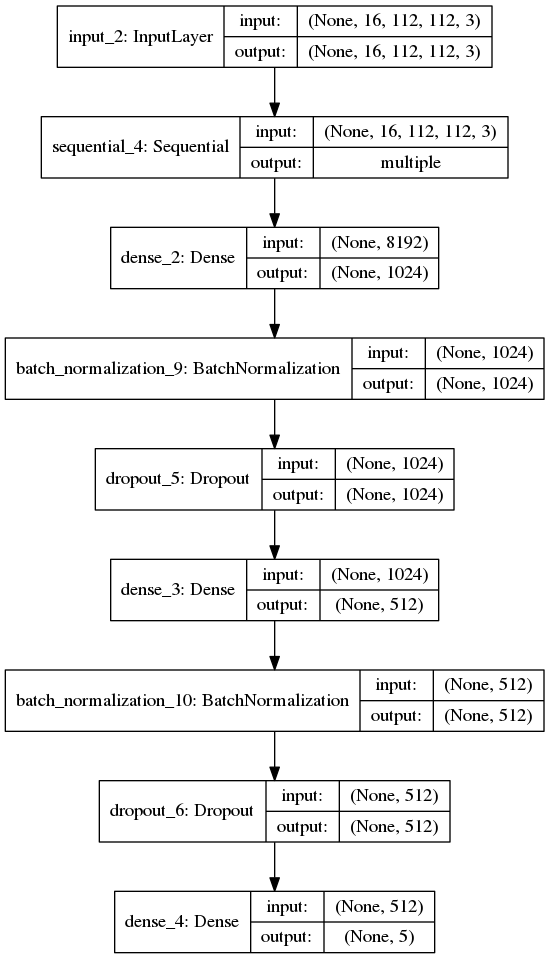 input_2: InputLayer
input:
(None, 16, 112, 112, 3)
output:
(None, 16, 112, 112, 3)
sequential_4: Sequential
input:
(None, 16, 112, 112, 3)
output:
multiple
dense_2: Dense
input:
(None, 8192)
output:
(None, 1024)
batch_normalization_9: BatchNormalization
input:
(None, 1024)
output:
(None, 1024)
dropout_5: Dropout
input:
(None, 1024)
output:
(None, 1024)
dense_3: Dense
input:
(None, 1024)
output:
(None, 512)
batch_normalization_10: BatchNormalization
input:
(None, 512)
output:
(None, 512)
dropout_6: Dropout
input:
(None, 512)
output:
(None, 512)
dense_4: Dense
input:
(None, 512)
output:
(None, 5)